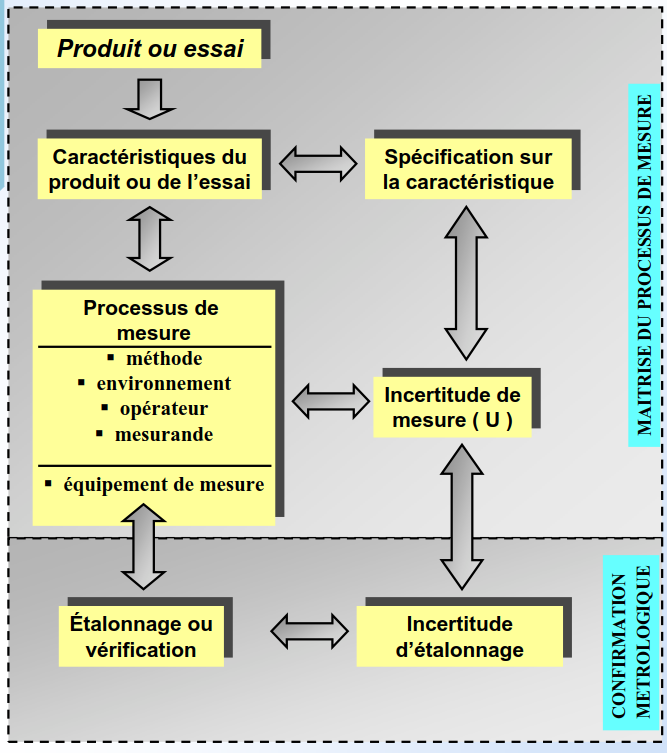 Produit ou essai
Caractéristiques du
produit ou de l’essai
Spécification sur
la caractéristique
Processus de
mesure
▪ méthode
▪ environnement
▪ opérateur
▪ mesurande
▪ équipement de mesure
Incertitude de
mesure ( U )
MAITRISE DU PROCESSUS DE MESURE
Étalonnage ou
vérification
Incertitude
d’étalonnage
CONFIRMATION
METROLOGIQUE